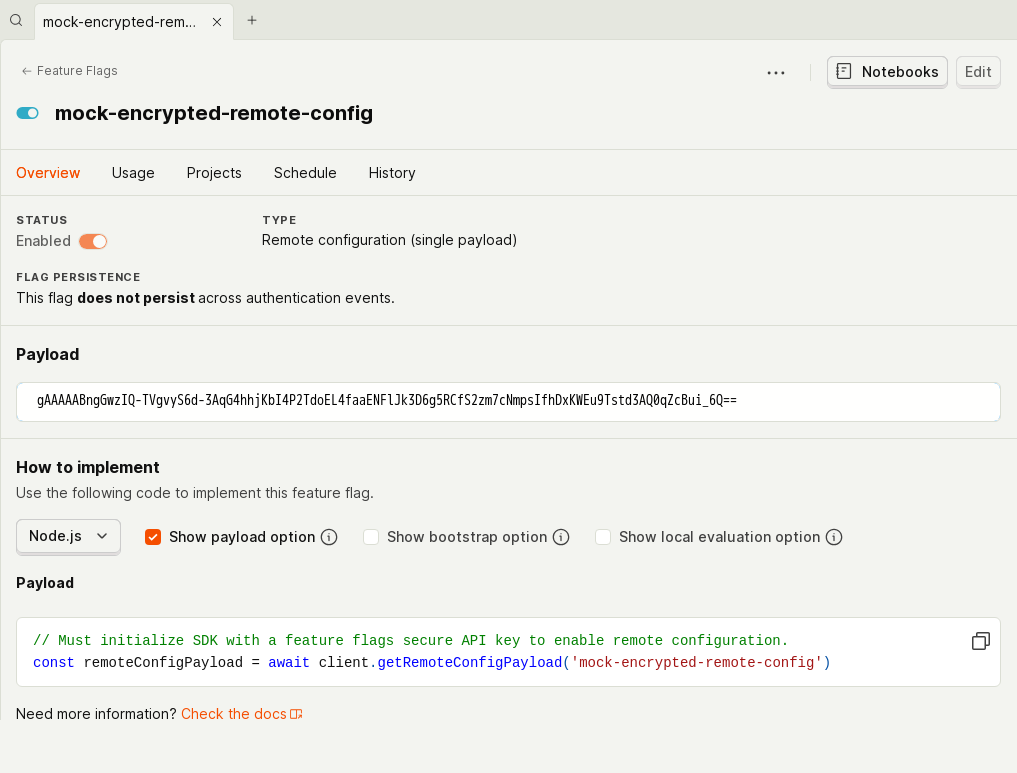 mock-encrypted-rem...
← Feature Flags
Notebooks
Edit
mock-encrypted-remote-config
Overview
Usage
Projects
Schedule
History
STATUS
TYPE
Enabled
Remote configuration (single payload)
FLAG PERSISTENCE
This flag does not persist across authentication events.
Payload
gAAAAABngGwzIQ-TVgvyS6d-3AqG4hhjKbI4P2TdoEL4faaENFlJk3D6g5RCfS2zm7cNmpsIfhDxKWEu9Tstd3AQ0qZcBui_6Q==
How to implement
Use the following code to implement this feature flag.
Node.js
Show payload option
Show bootstrap option
Show local evaluation option
Payload
// Must initialize SDK with a feature flags secure API key to enable remote configuration.
const remoteConfigPayload = await client.getRemoteConfigPayload('mock-encrypted-remote-config')
Need more information? Check the docs